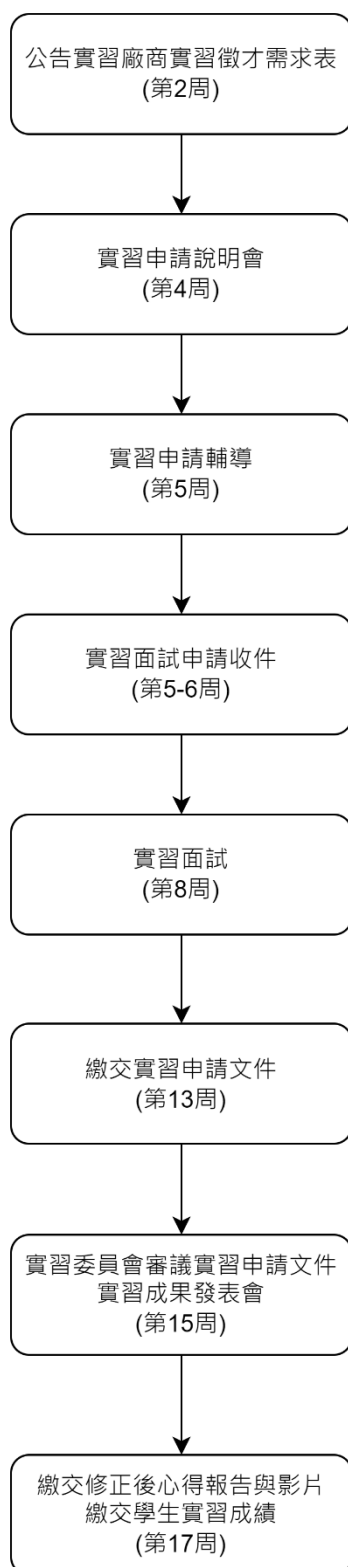 公告實習廠商實習徵才需求表
(第2周)
實習申請說明會
(第4周)
實習申請輔導
(第5周)
實習面試申請收件
(第5-6周)
實習面試
(第8周)
繳交實習申請文件
(第13周)
實習委員會審議實習申請文件
實習成果發表會
(第15周)
繳交修正後心得報告與影片
繳交學生實習成績
(第17周)